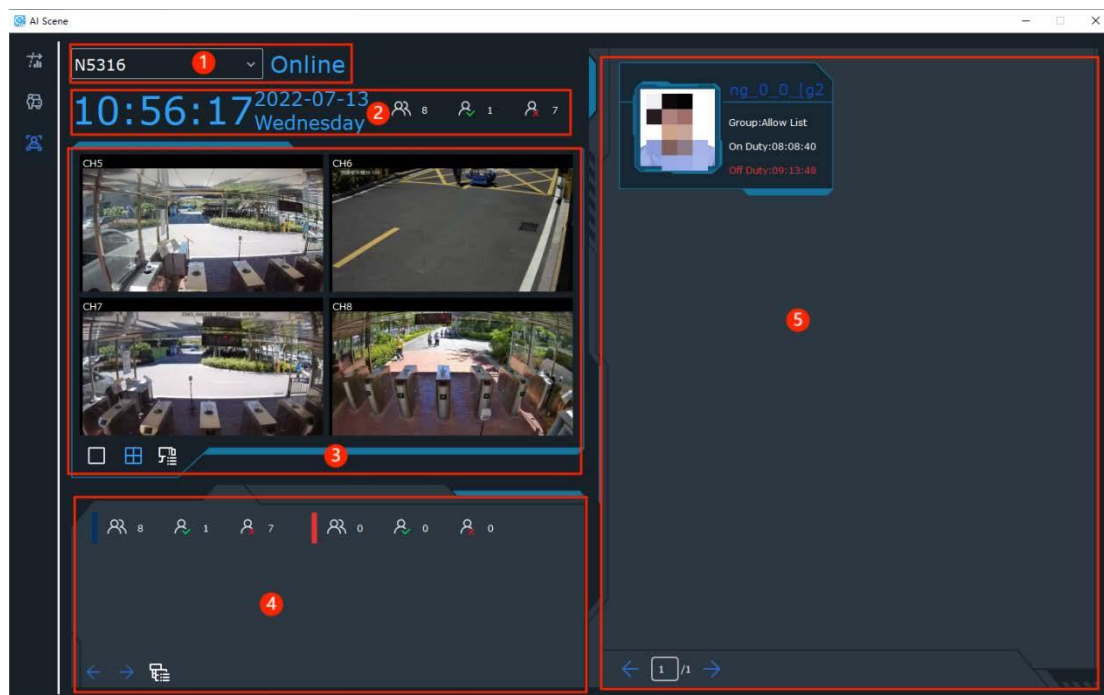 AI Scene
N5316
1
Online
10:56:17
2022-07-13
Wednesday
2
8
1
7
CH5
CH6
CH7
CH8
3
8
1
7
0
0
0
4
ng_0_0_[g2
Group:Allow List
On Duty:08:08:40
Off Duty:09:13:48
5
1 /1